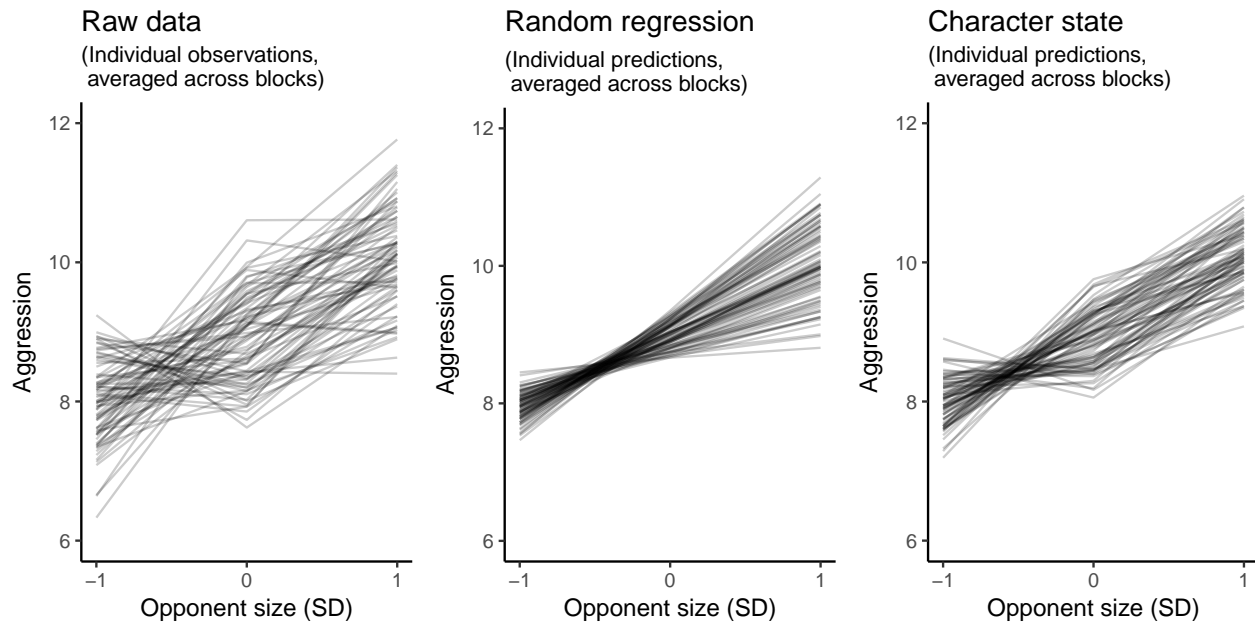 Raw data
(Individual observations,
averaged across blocks)
12
10
8
6
−1
0
1
Aggression
Opponent size (SD)
Random regression
(Individual predictions,
averaged across blocks)
12
10
8
6
−1
0
1
Aggression
Opponent size (SD)
Character state
(Individual predictions,
averaged across blocks)
12
10
8
6
−1
0
1
Aggression
Opponent size (SD)